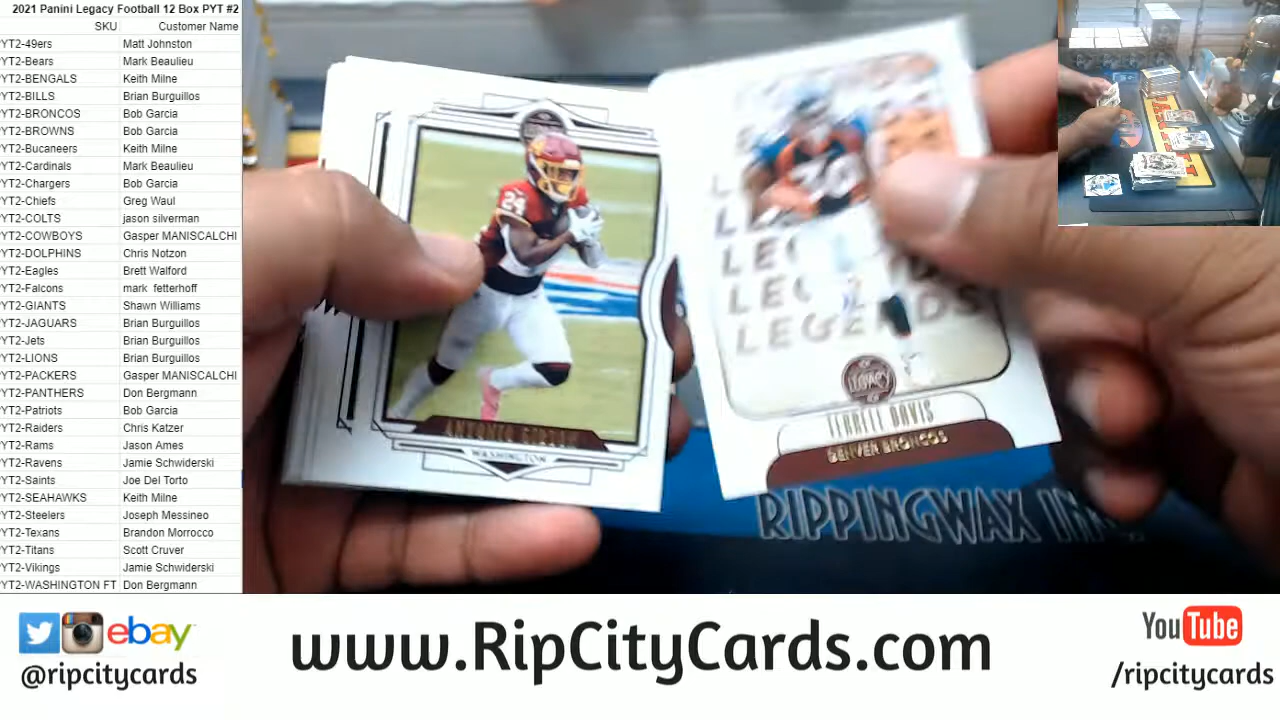 2021 Panini Legacy Football 12 Box PYT #2
SKU Customer Name
YT2-49ers Matt Johnston
YT2-Bears Mark Beaulieu
YT2-BENGALS Keith Milne
YT2-BILLS Brian Burguillos
YT2-BRONCOS Bob Garcia
YT2-BROWNS Bob Garcia
YT2-Bucaneers Keith Milne
YT2-Cardinals Mark Beaulieu
YT2-Chargers Bob Garcia
YT2-Chiefs Greg Waul
YT2-COLTS jason silverman
YT2-COWBOYS Gasper MANISCALCHI
YT2-DOLPHINS Chris Notzon
YT2-Eagles Brett Walford
YT2-Falcons mark fetterhoff
YT2-GIANTS Shawn Williams
YT2-JAGUARS Brian Burguillos
YT2-Jets Brian Burguillos
YT2-LIONS Brian Burguillos
YT2-PACKERS Gasper MANISCALCHI
YT2-PANTHERS Don Bergmann
YT2-Patriots Bob Garcia
YT2-Raiders Chris Katzer
YT2-Rams Jason Ames
YT2-Ravens Jamie Schwiderski
YT2-Saints Joe Del Torto
YT2-SEAHAWKS Keith Milne
YT2-Steelers Joseph Messineo
YT2-Texans Brandon Morrocco
YT2-Titans Scott Cruver
YT2-Vikings Jamie Schwiderski
YT2-WASHINGTON FT Don Bergmann
24
WASHINGTON
30
LEGENDS
LEGACY
TERRELL DAVIS
DENVER BRONCOS
RIPPINGWAX
ebay
@ripcitycards
www.RipCityCards.com
YouTube
/ripcitycards